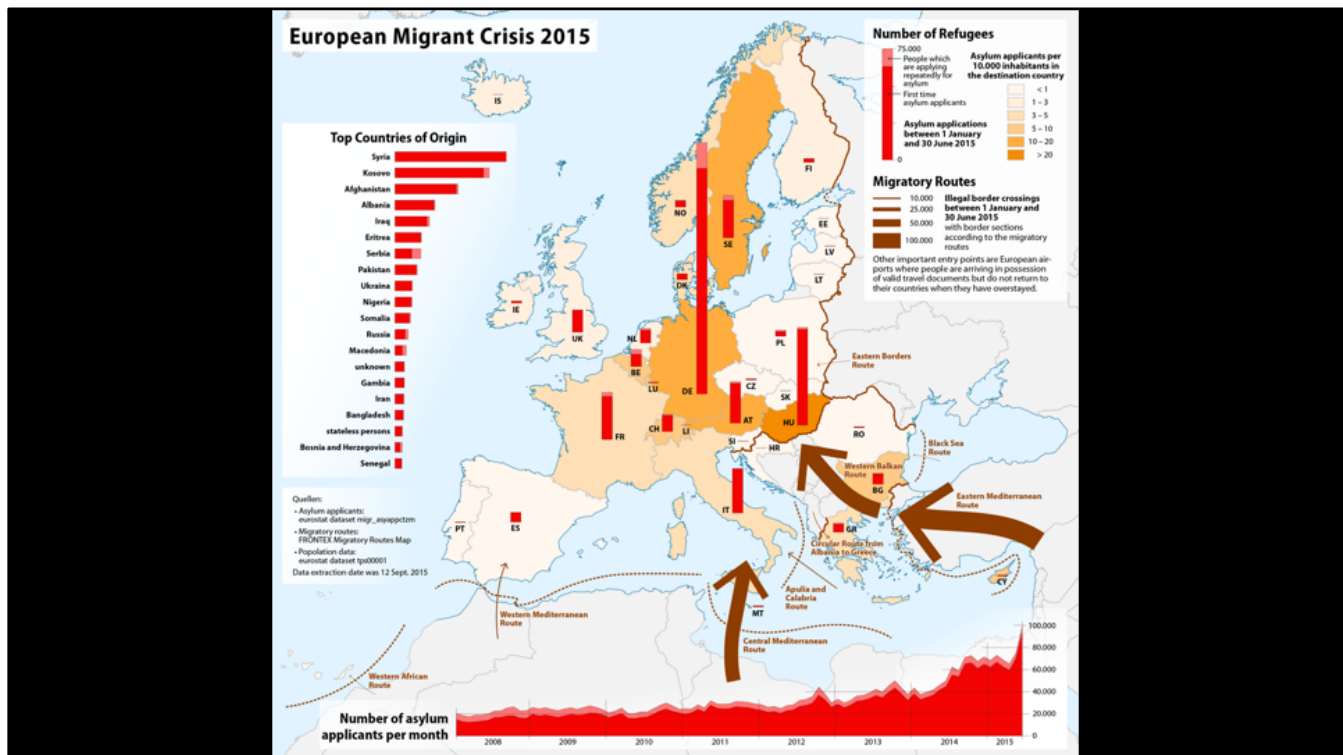 European Migrant Crisis 2015
Number of Refugees
75.000
People which
are applying
repeatedly for
asylum
First time
asylum applicants
Asylum applications
between 1 January
and 30 June 2015
0
Asylum applicants per
10.000 inhabitants in
the destination country
< 1
1 – 3
3 – 5
5 – 10
10 – 20
> 20
Migratory Routes
10.000
25.000
50.000
100.000
Illegal border crossings
between 1 January and
30 June 2015
with border sections
according to the migratory
routes
Other important entry points are European air-
ports where people are arriving in possession
of valid travel documents but do not return to
their countries when they have overstayed.
Top Countries of Origin
Syria
Kosovo
Afghanistan
Albania
Iraq
Eritrea
Serbia
Pakistan
Ukraina
Nigeria
Somalia
Russia
Macedonia
unknown
Gambia
Iran
Bangladesh
stateless persons
Bosnia and Herzegovina
Senegal
Quellen:
• Asylum applicants:
eurostat dataset migr_asyappctzm
• Migratory routes:
FRONTEX Migratory Routes Map
• Population data:
eurostat dataset tps00001
Data extraction date was 12 Sept. 2015
IS
FI
NO
SE
EE
LV
LT
DK
IE
UK
NL
BE
LU
DE
PL
CZ
SK
AT
HU
CH
LI
FR
SI
HR
RO
BG
IT
GR
PT
ES
MT
CY
Eastern Borders
Route
Black Sea
Route
Western Balkan
Route
Eastern Mediterranean
Route
Circular Route from
Albania to Greece
Apulia and
Calabria
Route
Central Mediterranean
Route
Western Mediterranean
Route
Western African
Route
Number of asylum
applicants per month
100.000
80.000
60.000
40.000
20.000
0
2008
2009
2010
2011
2012
2013
2014
2015